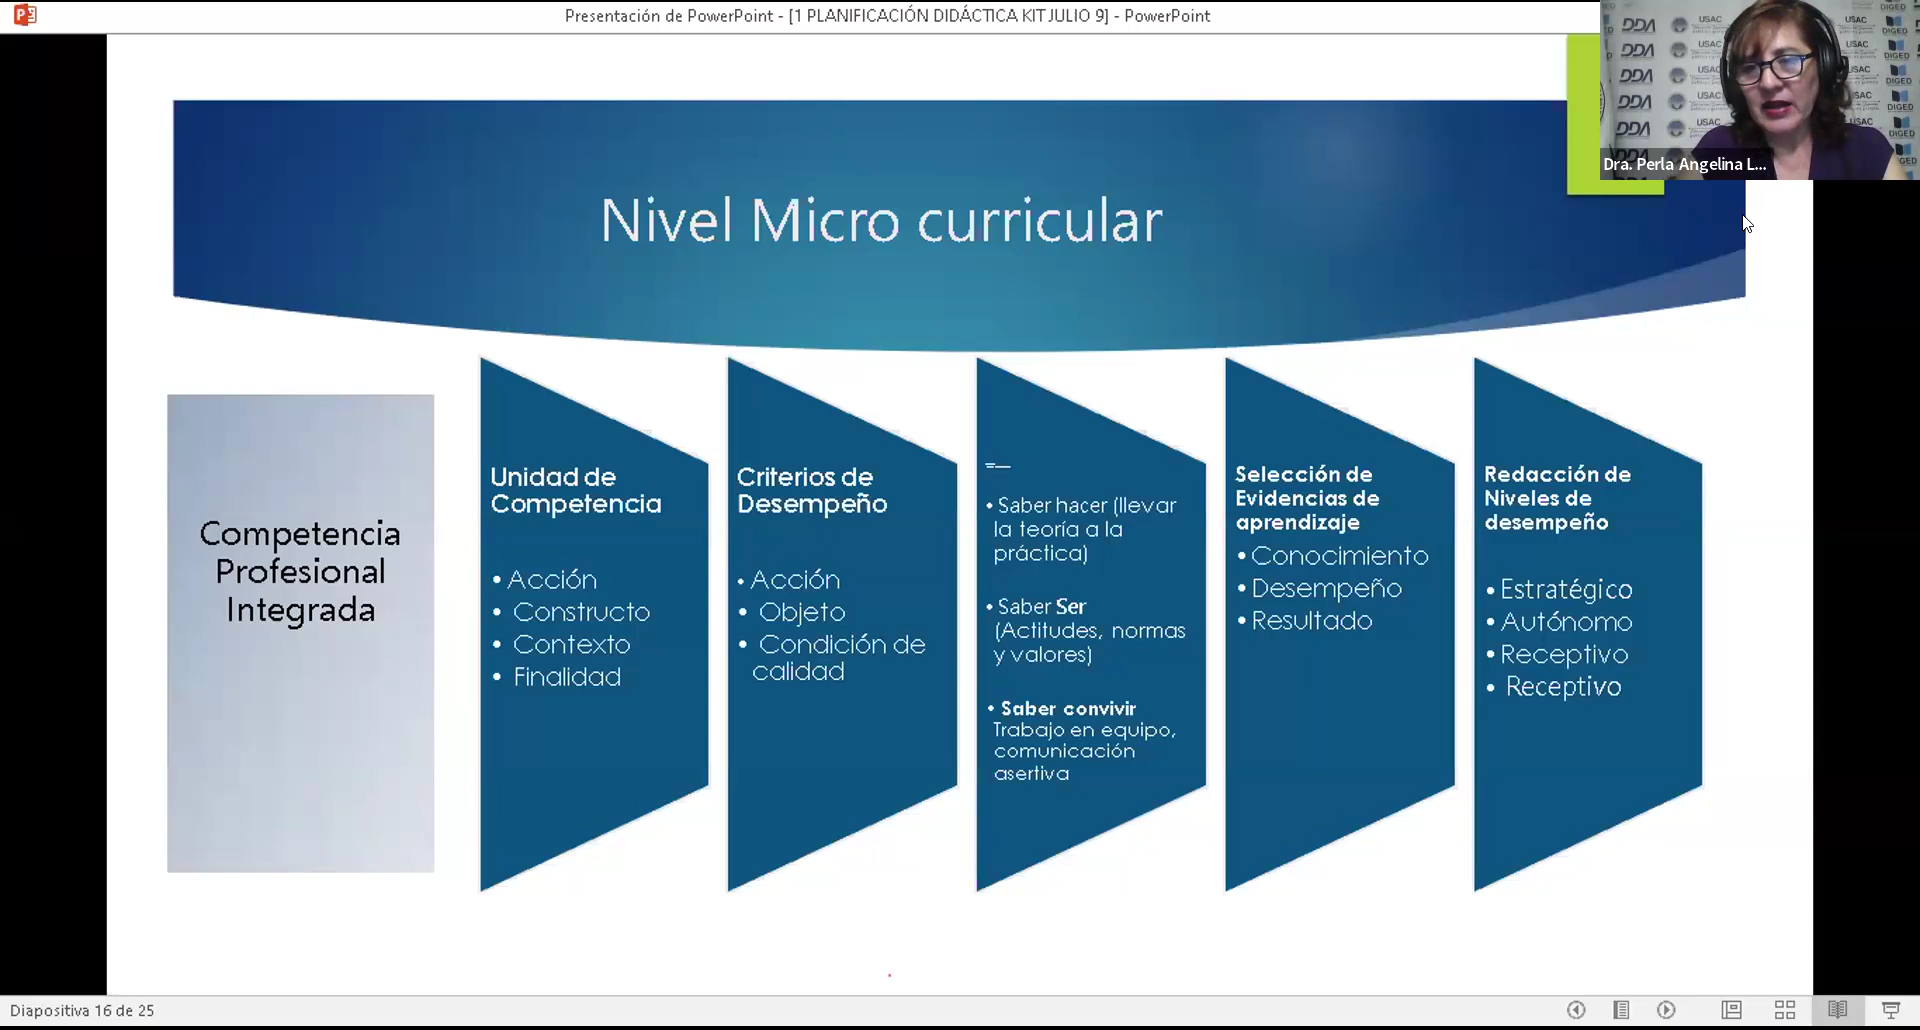 Presentación de PowerPoint - [1 PLANIFICACIÓN DIDÁCTICA KIT JULIO 9] - PowerPoint
DDA USAC DIGED
Dra. Perla Angelina L...
Nivel Micro curricular
Competencia
Profesional
Integrada
Unidad de
Competencia
• Acción
• Constructo
• Contexto
• Finalidad
Criterios de
Desempeño
• Acción
• Objeto
• Condición de
calidad
• Saber hacer (llevar
la teoría a la
práctica)
• Saber Ser
(Actitudes, normas
y valores)
• Saber convivir
Trabajo en equipo,
comunicación
asertiva
Selección de
Evidencias de
aprendizaje
• Conocimiento
• Desempeño
• Resultado
Redacción de
Niveles de
desempeño
• Estratégico
• Autónomo
• Receptivo
• Receptivo
Diapositiva 16 de 25